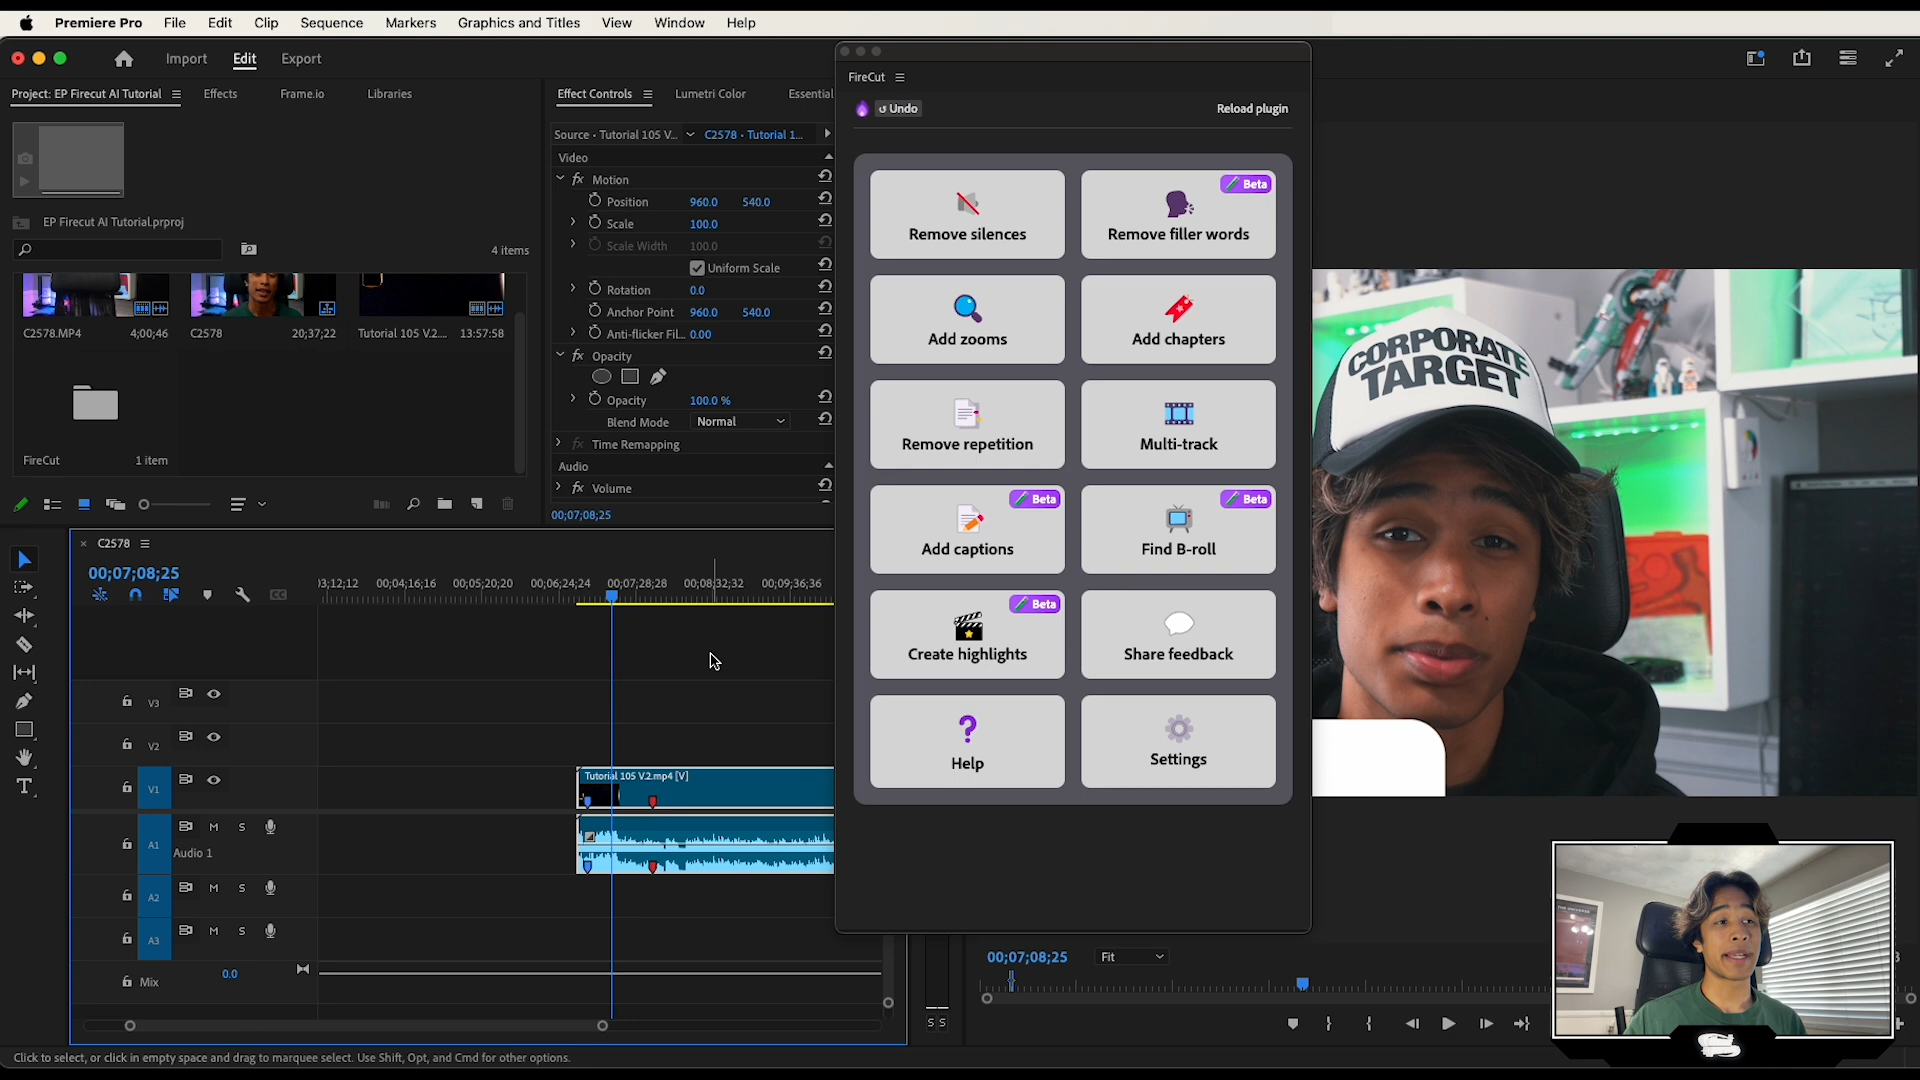 Premiere Pro File Edit Clip Sequence Markers Graphics and Titles View Window Help
Import Edit Export
Project: EP Firecut AI Tutorial Effects Frame.io Libraries
EP Firecut AI Tutorial.prproj
4 items
C2578.MP4 4;00;46 C2578 20;37;22 Tutorial 105 V.2.... 13:57:58
FireCut 1 item
Effect Controls Lumetri Color Essential
Source • Tutorial 105 V... C2578 • Tutorial 1...
Video
fx Motion
Position 960.0 540.0
Scale 100.0
Scale Width 100.0
Uniform Scale
Rotation 0.0
Anchor Point 960.0 540.0
Anti-flicker Fil... 0.00
fx Opacity
Opacity 100.0 %
Blend Mode Normal
fx Time Remapping
Audio
fx Volume
00;07;08;25
FireCut
Undo Reload plugin
Remove silences
Beta
Remove filler words
Add zooms
Add chapters
Remove repetition
Multi-track
Beta
Add captions
Beta
Find B-roll
Beta
Create highlights
Share feedback
?
Help
Settings
CORPORATE
TARGET
C2578
00;07;08;25
00;04;16;16 00;05;20;20 00;06;24;24 00;07;28;28 00;08;32;32 00;09;36;36
CC
V3
V2
V1
Tutorial 105 V.2.mp4 [V]
A1 M S
Audio 1
A2 M S
A3 M S
Mix 0.0
S S
00;07;08;25 Fit
Click to select, or click in empty space and drag to marquee select. Use Shift, Opt, and Cmd for other options.